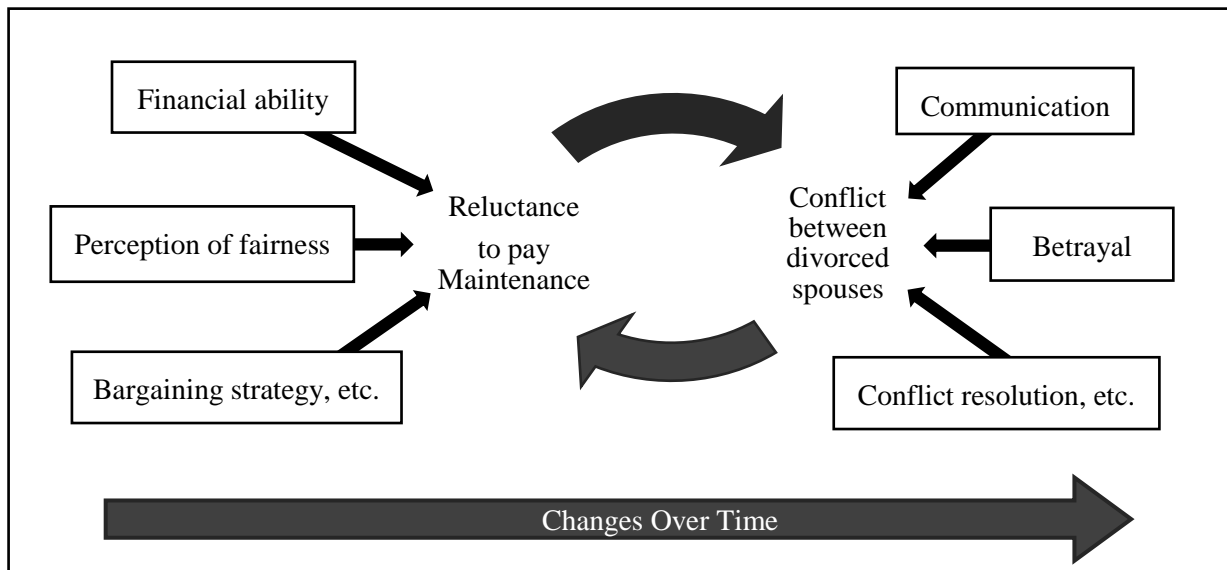 Financial ability
Perception of fairness
Bargaining strategy, etc.
Reluctance
to pay
Maintenance
Conflict
between
divorced
spouses
Communication
Betrayal
Conflict resolution, etc.
Changes Over Time